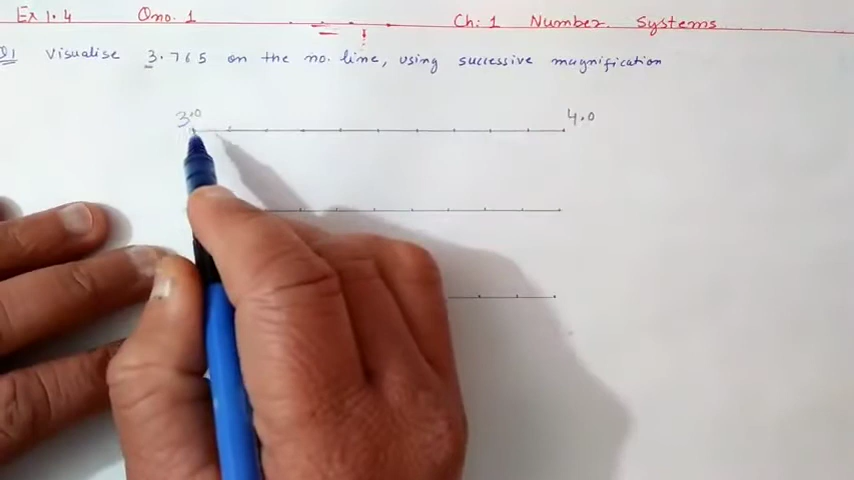 Ex 1.4 Qno. 1 Ch: 1 Number Systems
Q1 Visualise 3.765 on the no. line, using successive magnification
3.0 4.0